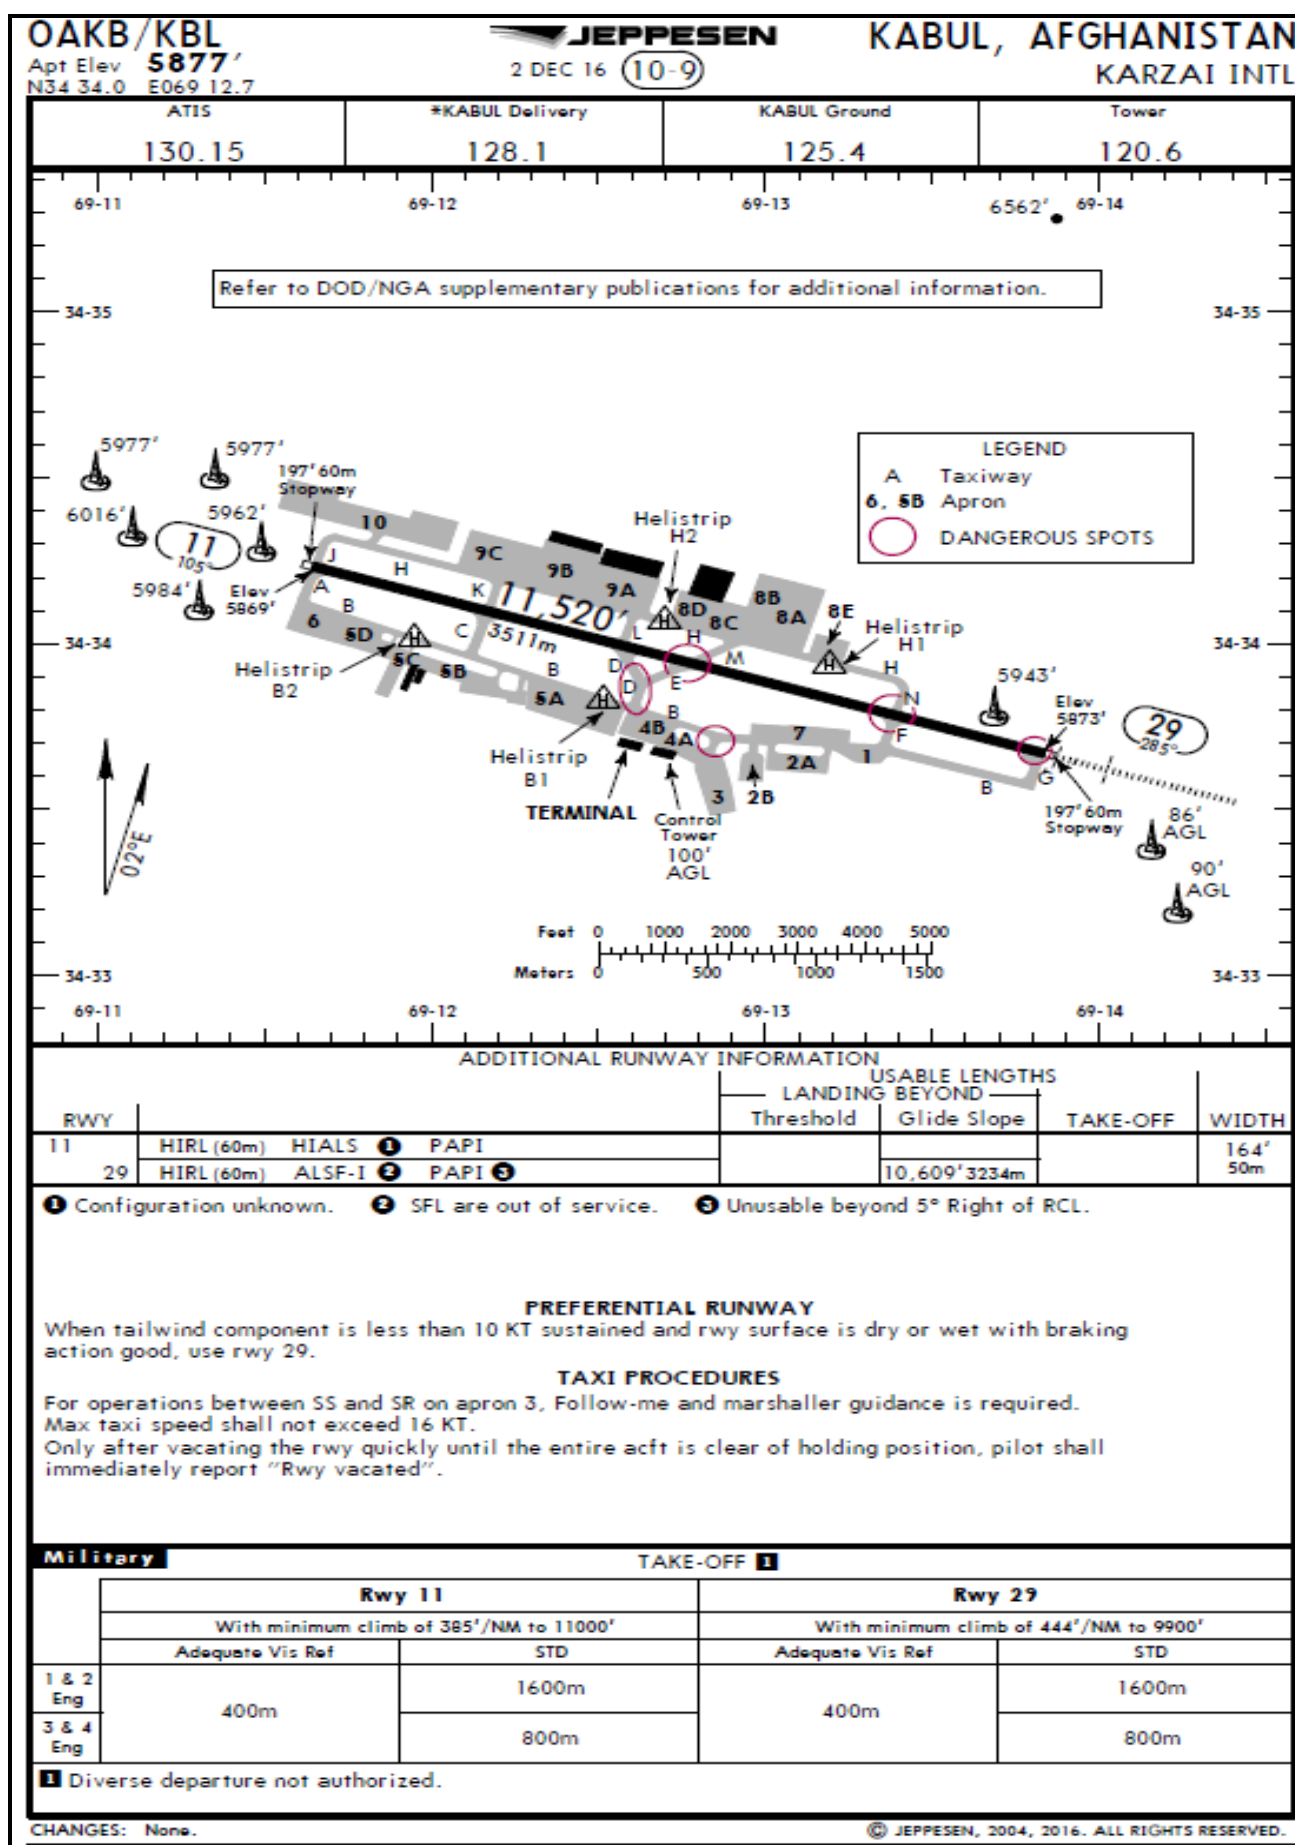 OAKB/KBL
Apt Elev 5877'
N34 34.0 E069 12.7
JEPPESEN
2 DEC 16 10-9
KABUL, AFGHANISTAN
KARZAI INTL
ATIS *KABUL Delivery KABUL Ground Tower
130.15 128.1 125.4 120.6
69-11 69-12 69-13 6562' 69-14
Refer to DOD/NGA supplementary publications for additional information.
34-35 34-35
LEGEND
A Taxiway
6, 5B Apron
DANGEROUS SPOTS
5977' 5977'
197' 60m
Stopway
6016' 5962'
11
105°
5984'
Elev
5869'
10
J
H
9C
9B
9A
K
11,520'
3511m
Helistrip
H2
8D
8C
8B
8A
8E
Helistrip
H1
A
B
6
5D
C
5C
5B
B
5A
L
H
H
M
D
D
E
B
H
N
F
34-34 34-34
Helistrip
B2
H
H
H
Helistrip
B1
4B
4A
7
2A
1
2B
3
B
G
5943'
Elev
5873'
29
285°
TERMINAL
Control
Tower
100'
AGL
197' 60m
Stopway
86'
AGL
90'
AGL
02°E
Feet 0 1000 2000 3000 4000 5000
Meters 0 500 1000 1500
34-33 34-33
69-11 69-12 69-13 69-14
ADDITIONAL RUNWAY INFORMATION
USABLE LENGTHS
LANDING BEYOND
RWY Threshold Glide Slope TAKE-OFF WIDTH
11 HIRL (60m) HIALS 1 PAPI 164'
29 HIRL (60m) ALSF-I 2 PAPI 3 10,609' 3234m 50m
1 Configuration unknown. 2 SFL are out of service. 3 Unusable beyond 5° Right of RCL.
PREFERENTIAL RUNWAY
When tailwind component is less than 10 KT sustained and rwy surface is dry or wet with braking
action good, use rwy 29.
TAXI PROCEDURES
For operations between SS and SR on apron 3, Follow-me and marshaller guidance is required.
Max taxi speed shall not exceed 16 KT.
Only after vacating the rwy quickly until the entire acft is clear of holding position, pilot shall
immediately report "Rwy vacated".
Military TAKE-OFF 1
Rwy 11 Rwy 29
With minimum climb of 385'/NM to 11000' With minimum climb of 444'/NM to 9900'
Adequate Vis Ref STD Adequate Vis Ref STD
1 & 2
Eng 400m 1600m 400m 1600m
3 & 4
Eng 800m 800m
1 Diverse departure not authorized.
CHANGES: None. © JEPPESEN, 2004, 2016. ALL RIGHTS RESERVED.